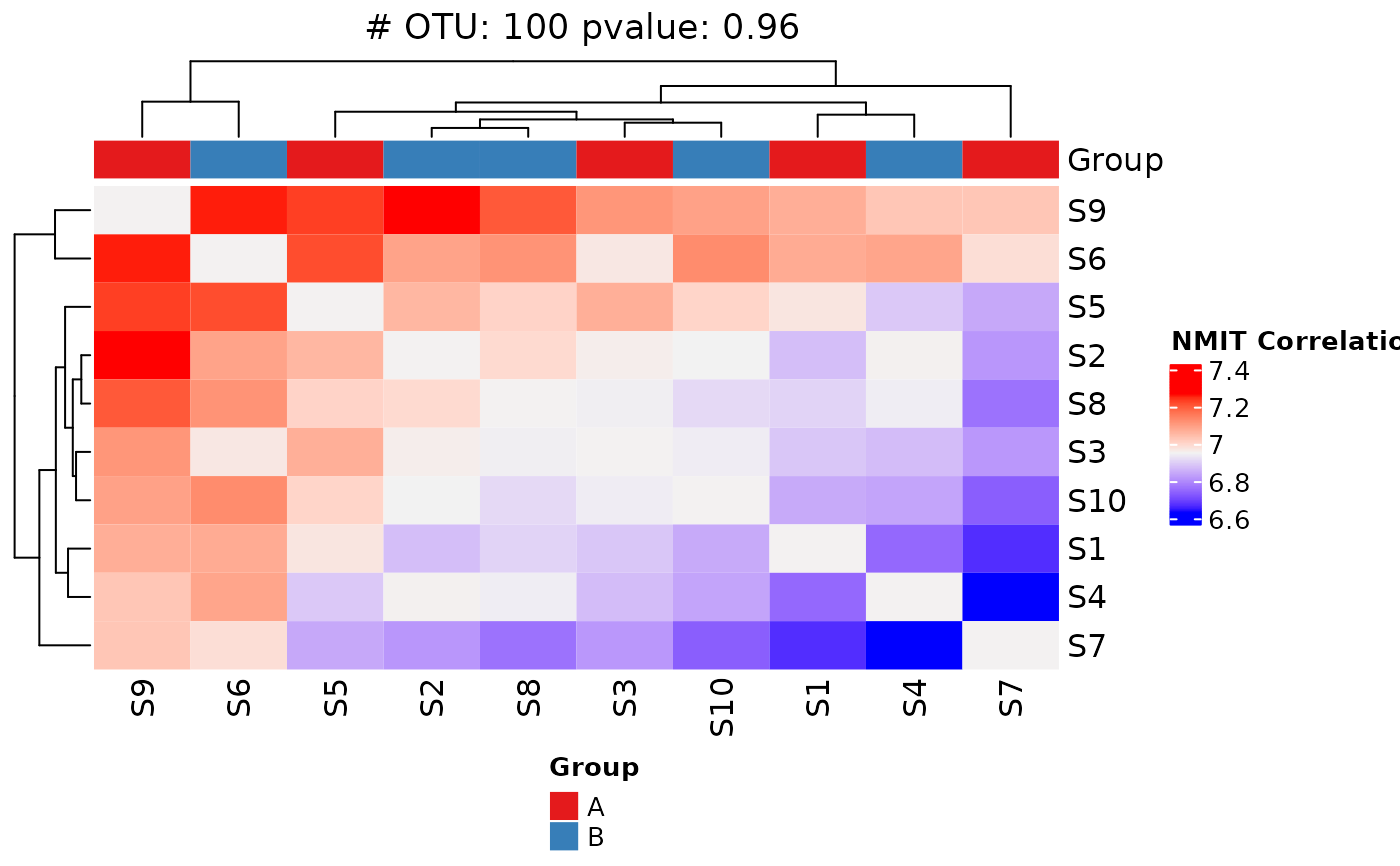 # OTU: 100 pvalue: 0.96
Group
S9
S6
S5
S2
S8
S3
S10
S1
S4
S7
S9 S6 S5 S2 S8 S3 S10 S1 S4 S7
NMIT Correlatio
7.4
7.2
7
6.8
6.6
Group
A
B